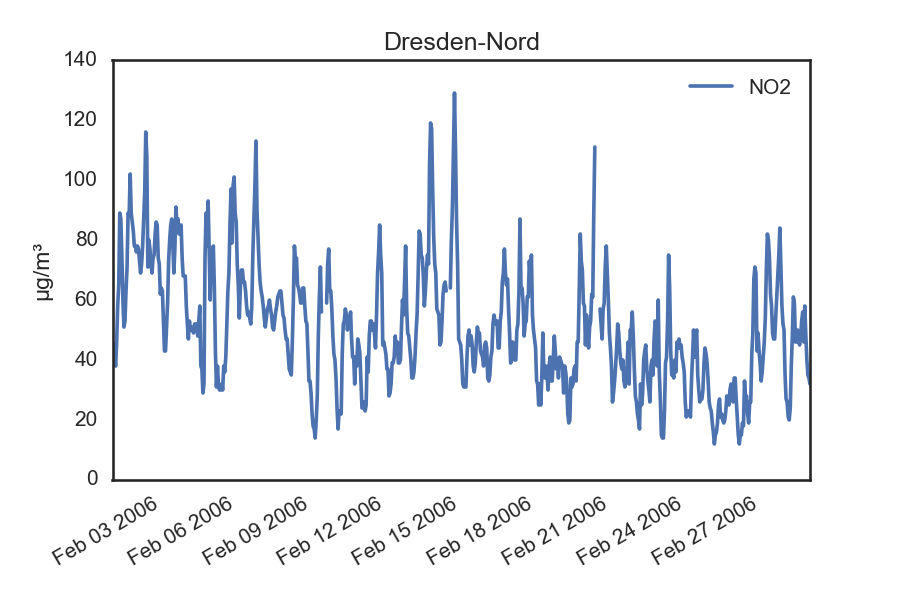 Dresden-Nord
NO2
µg/m³
140
120
100
80
60
40
20
0
Feb 03 2006
Feb 06 2006
Feb 09 2006
Feb 12 2006
Feb 15 2006
Feb 18 2006
Feb 21 2006
Feb 24 2006
Feb 27 2006